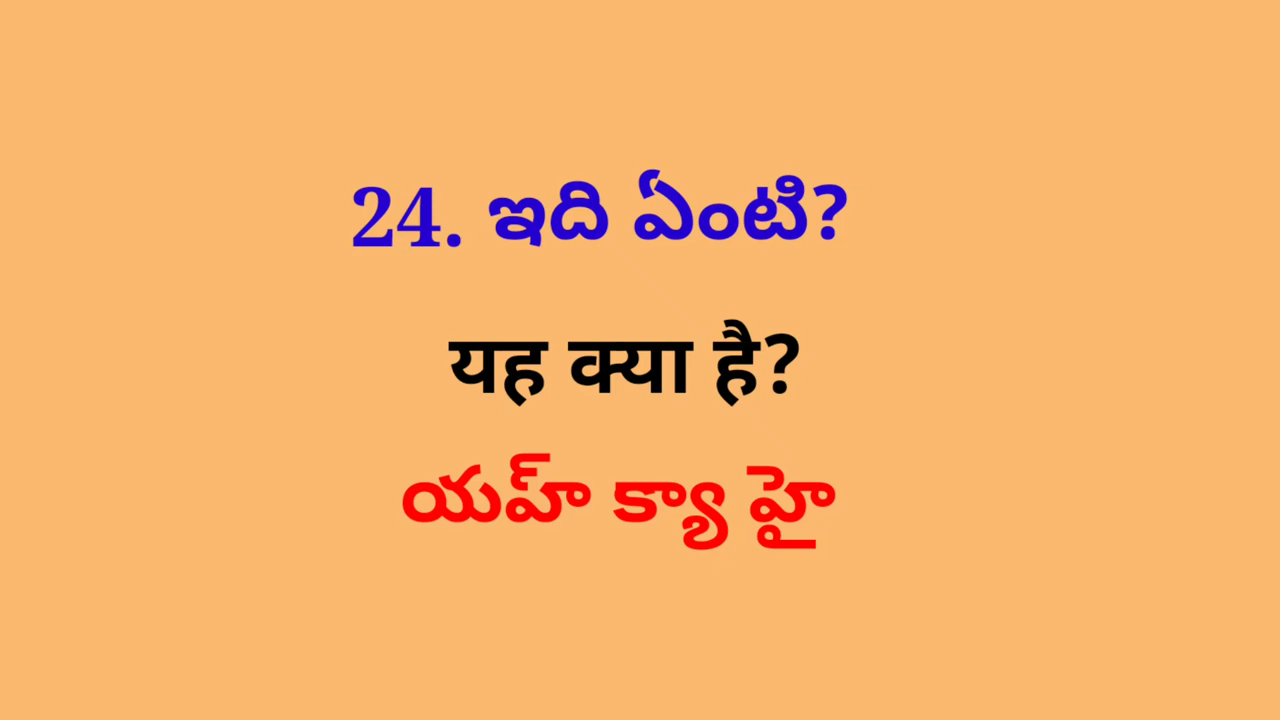 24. ఇది ఏంటి?
यह क्या है?
యహ్ క్యా హై